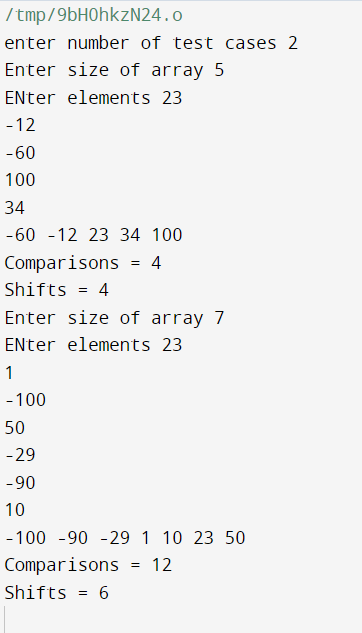 /tmp/9bH0hkzN24.o
enter number of test cases 2
Enter size of array 5
ENter elements 23
-12
-60
100
34
-60 -12 23 34 100
Comparisons = 4
Shifts = 4
Enter size of array 7
ENter elements 23
1
-100
50
-29
-90
10
-100 -90 -29 1 10 23 50
Comparisons = 12
Shifts = 6